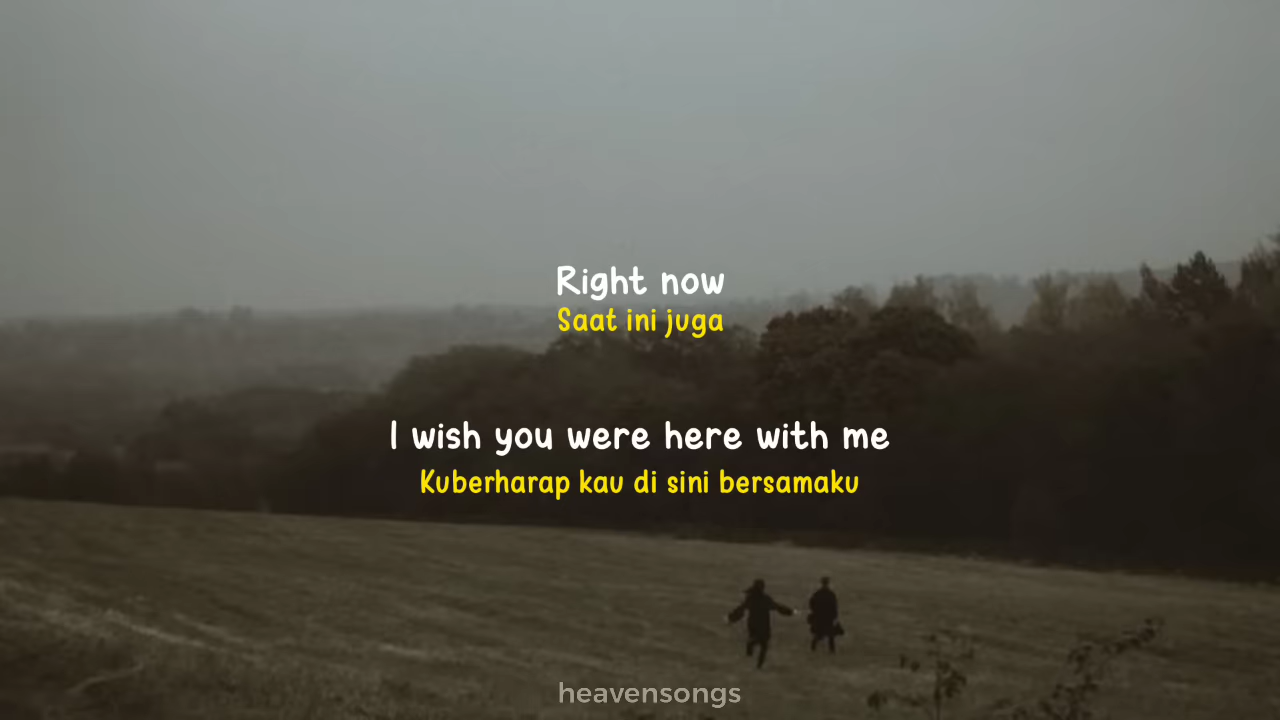 Right now
Saat ini juga
I wish you were here with me
Kuberharap kau di sini bersamaku
heavensongs